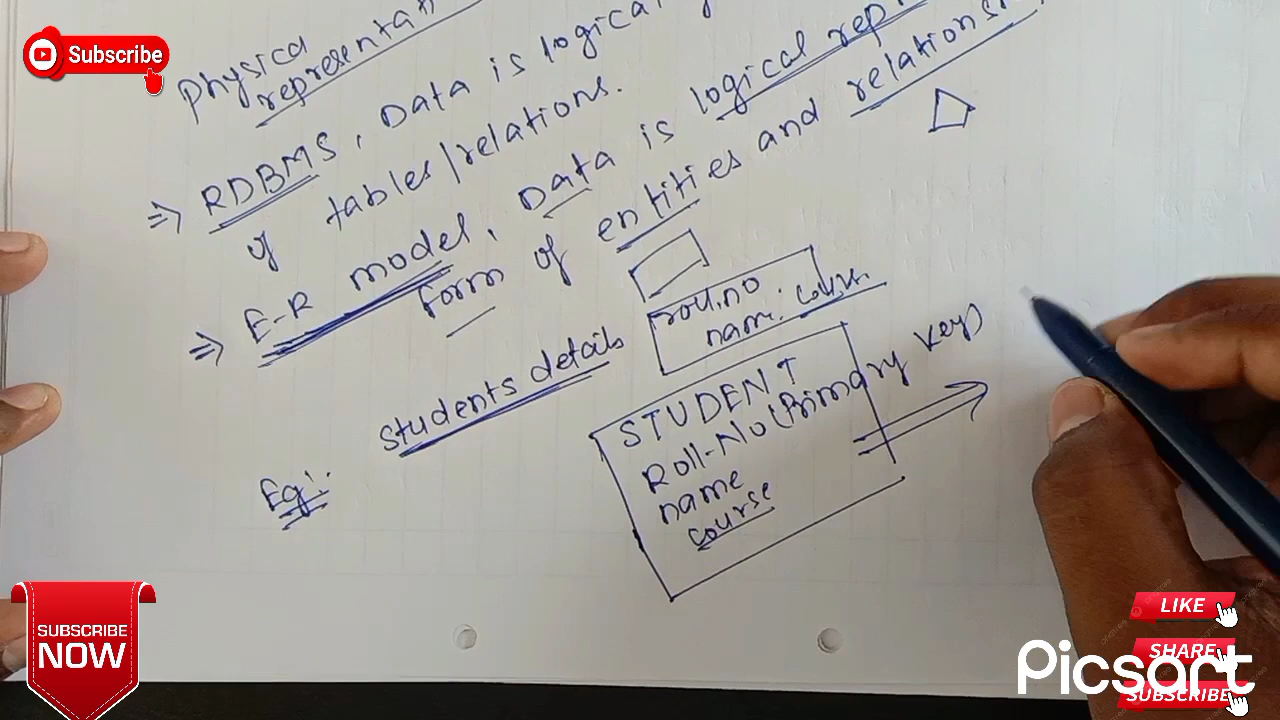 Physical
representati
⇒ RDBMS, Data is logical
of tables/relations.
⇒ E-R model, Data is logical repr
form of entities and relations
roll.no.
name. course.
Eg:. students details
STUDENT
Roll-No (Primary key)
name
course
Subscribe
SUBSCRIBE
NOW
LIKE
SHARE
SUBSCRIBE
Picsart